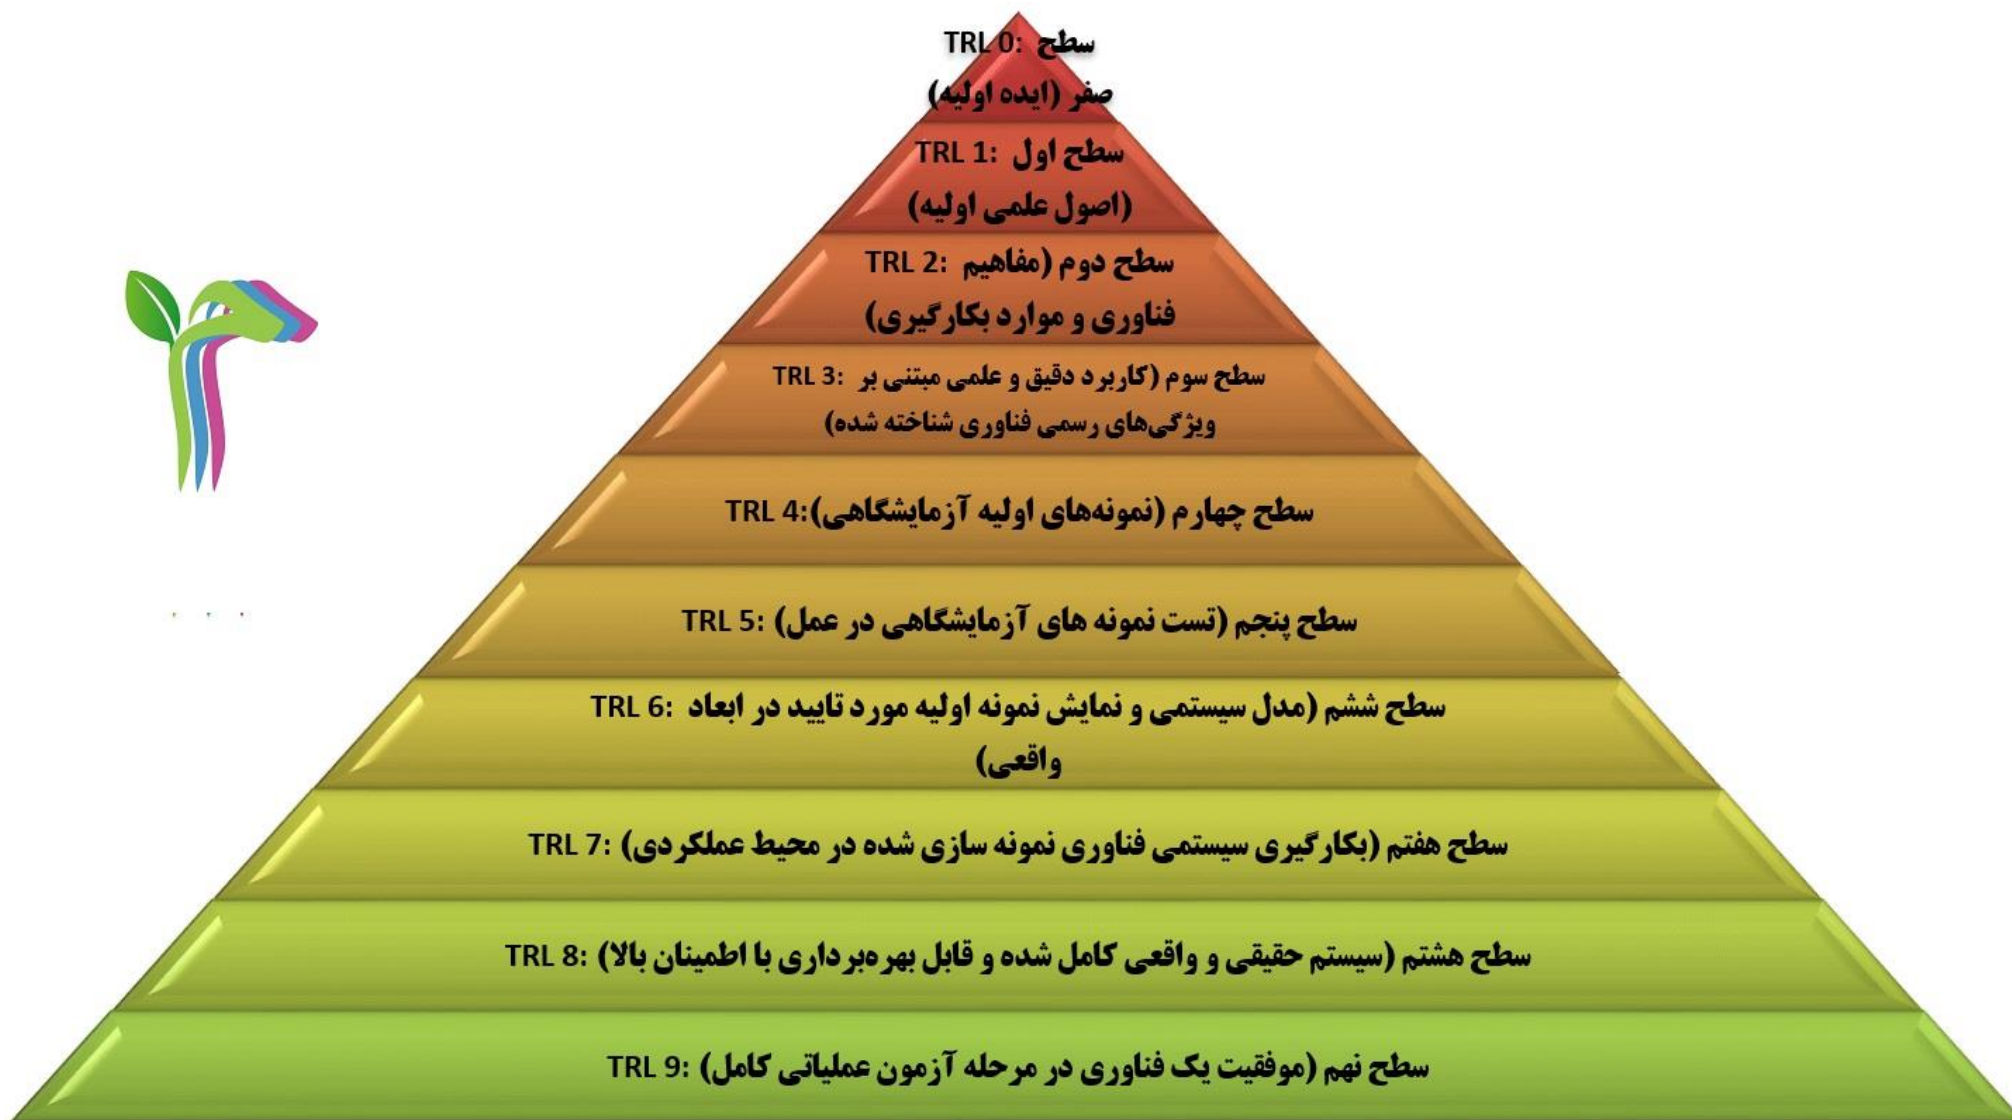 TRL 0: سطح
صفر (ایده اولیه)
TRL 1: سطح اول
(اصول علمی اولیه)
TRL 2: سطح دوم (مفاهیم
فناوری و موارد بکارگیری)
TRL 3: سطح سوم (کاربرد دقیق و علمی مبتنی بر
ویژگی‌های رسمی فناوری شناخته شده)
TRL 4: سطح چهارم (نمونه‌های اولیه آزمایشگاهی)
TRL 5: سطح پنجم (تست نمونه های آزمایشگاهی در عمل)
TRL 6: سطح ششم (مدل سیستمی و نمایش نمونه اولیه مورد تایید در ابعاد
واقعی)
TRL 7: سطح هفتم (بکارگیری سیستمی فناوری نمونه سازی شده در محیط عملکردی)
TRL 8: سطح هشتم (سیستم حقیقی و واقعی کامل شده و قابل بهره‌برداری با اطمینان بالا)
TRL 9: سطح نهم (موفقیت یک فناوری در مرحله آزمون عملیاتی کامل)